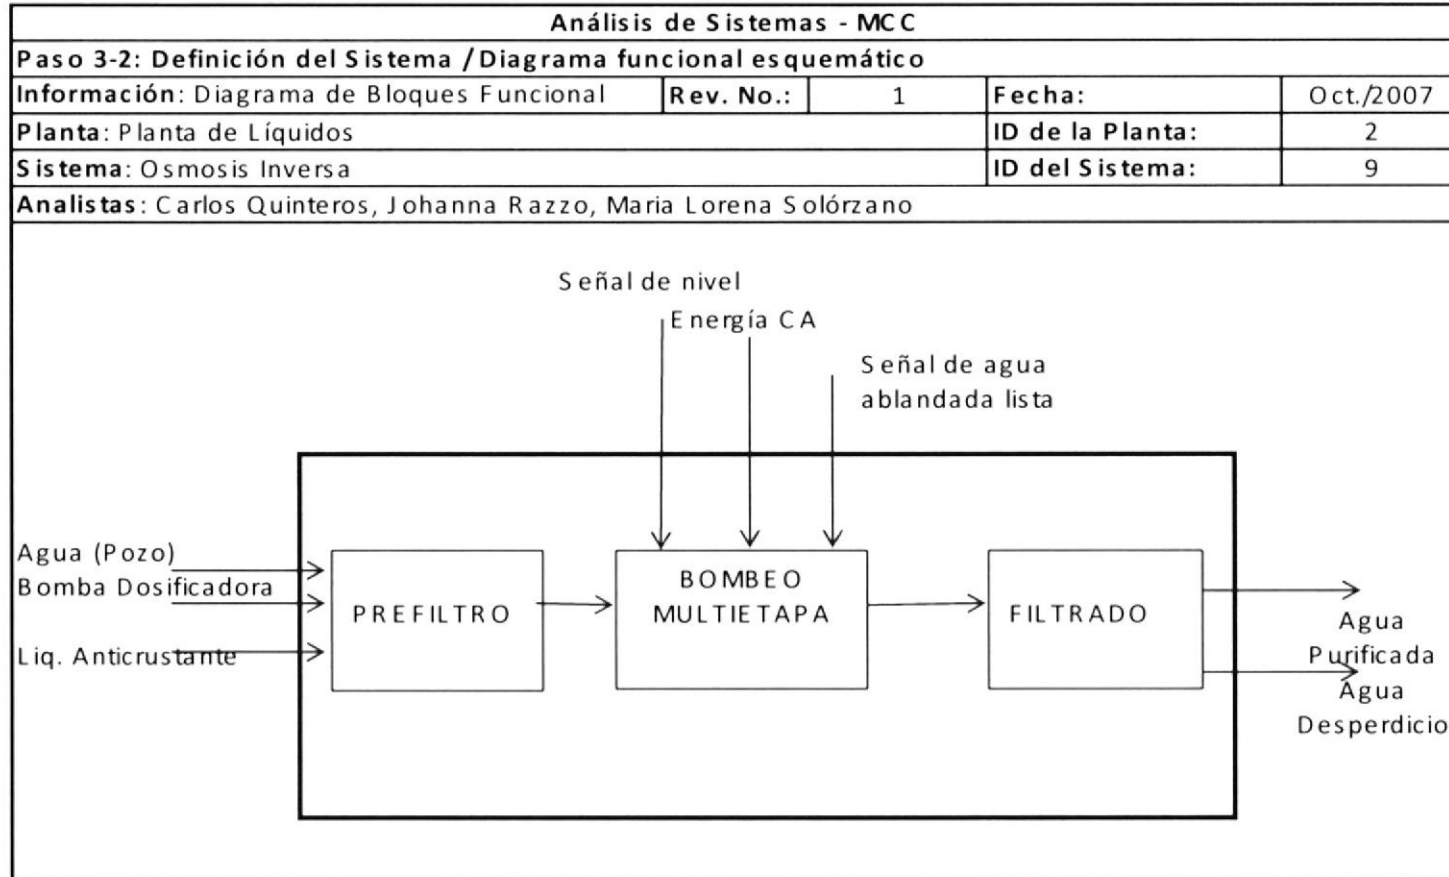 Análisis de Sistemas - MCC
Paso 3-2: Definición del Sistema / Diagrama funcional esquemático
Información: Diagrama de Bloques Funcional Rev. No.: 1 Fecha: Oct./2007
Planta: Planta de Líquidos ID de la Planta: 2
Sistema: Osmosis Inversa ID del Sistema: 9
Analistas: Carlos Quinteros, Johanna Razzo, Maria Lorena Solórzano
Señal de nivel
Energía CA
Señal de agua
ablandada lista
Agua (Pozo)
Bomba Dosificadora
Liq. Anticrustante
PREFILTRO
BOMBEO
MULTIETAPA
FILTRADO
Agua
Purificada
Agua
Desperdicio